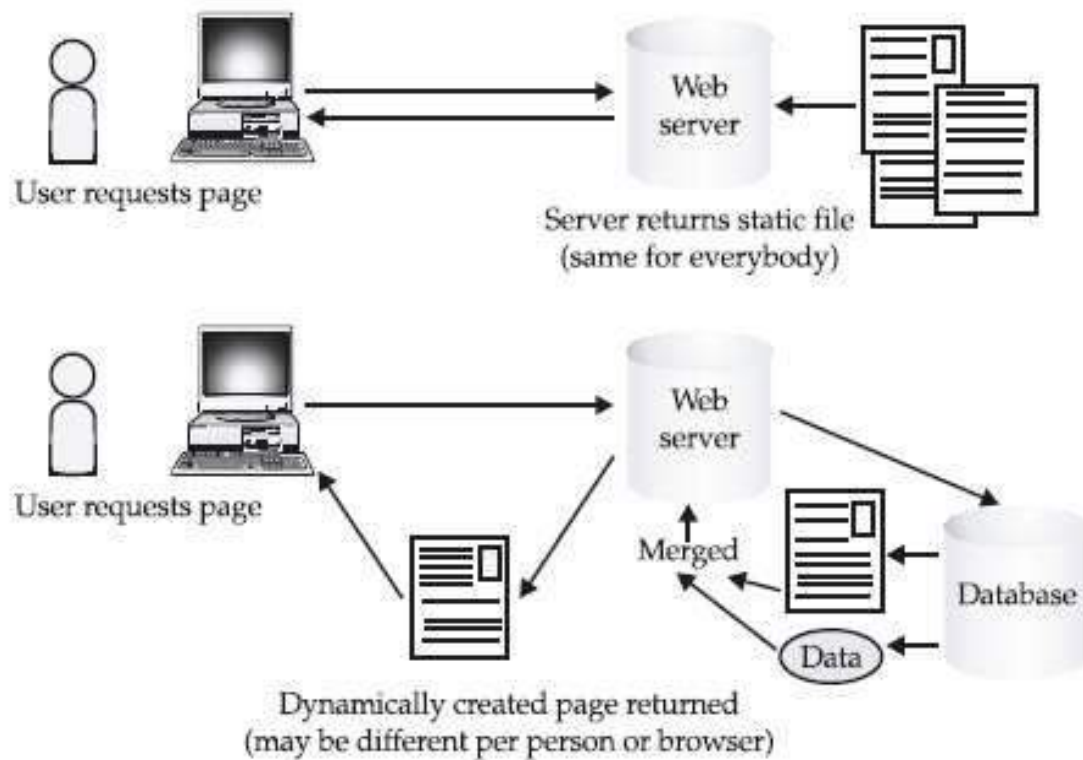 Web
server
User requests page
Server returns static file
(same for everybody)
Web
server
User requests page
Merged
Database
Data
Dynamically created page returned
(may be different per person or browser)